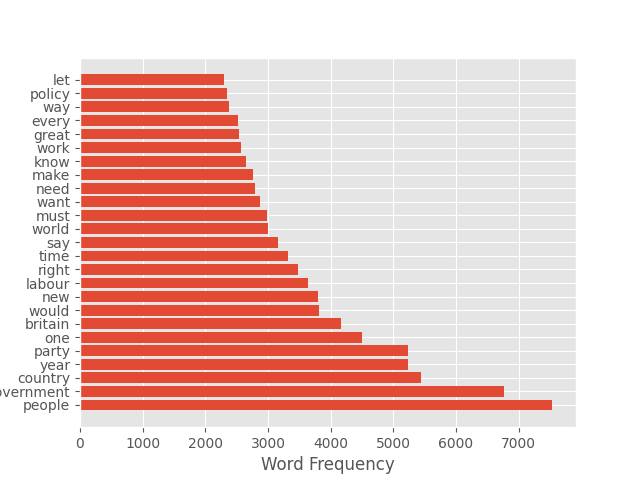 let
policy
way
every
great
work
know
make
need
want
must
world
say
time
right
labour
new
would
britain
one
party
year
country
overnment
people
0 1000 2000 3000 4000 5000 6000 7000
Word Frequency